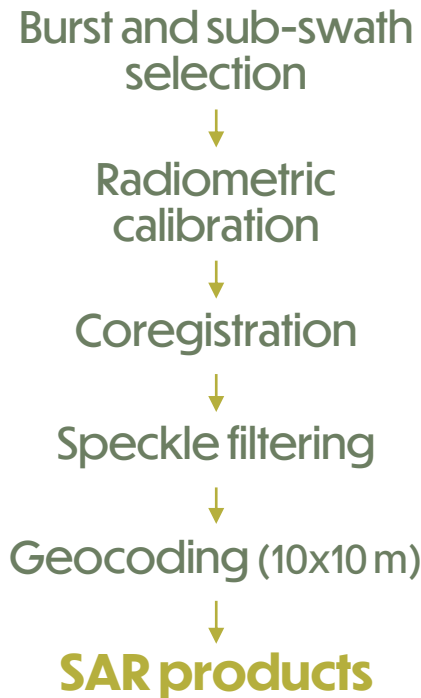 Burst and sub-swath
selection
Radiometric
calibration
Coregistration
Speckle filtering
Geocoding (10x10 m)
SAR products